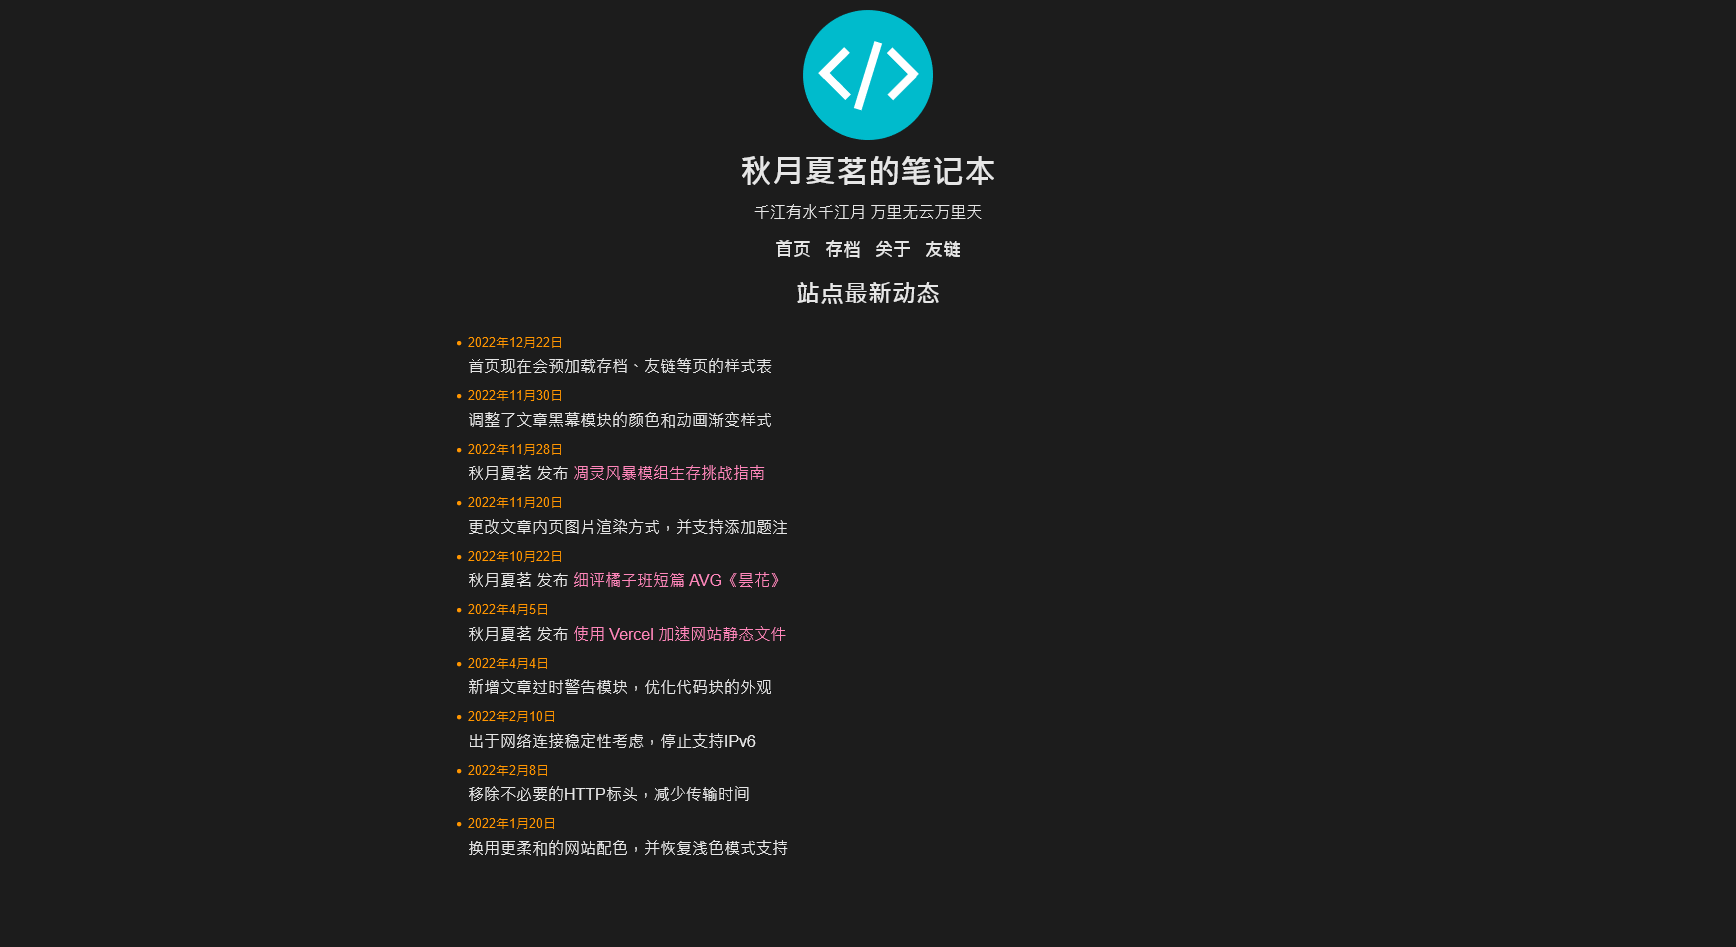 秋月夏茗的笔记本
千江有水千江月 万里无云万里天
首页 存档 关于 友链
站点最新动态
2022年12月22日
首页现在会预加载存档、友链等页的样式表
2022年11月30日
调整了文章黑幕模块的颜色和动画渐变样式
2022年11月28日
秋月夏茗 发布 凋灵风暴模组生存挑战指南
2022年11月20日
更改文章内页图片渲染方式，并支持添加题注
2022年10月22日
秋月夏茗 发布 细评橘子班短篇 AVG《昙花》
2022年4月5日
秋月夏茗 发布 使用 Vercel 加速网站静态文件
2022年4月4日
新增文章过时警告模块，优化代码块的外观
2022年2月10日
出于网络连接稳定性考虑，停止支持IPv6
2022年2月8日
移除不必要的HTTP标头，减少传输时间
2022年1月20日
换用更柔和的网站配色，并恢复浅色模式支持